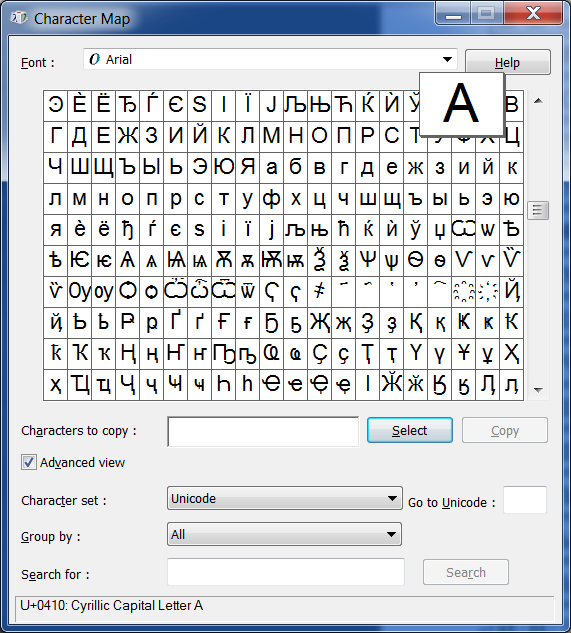 Character Map
Font : O Arial Help
А
Ͽ Ѐ Ё Ђ Ѓ Є Ѕ І Ї Ј Љ Њ Ћ Ќ Ѝ Ў В
Г Д Е Ж З И Й К Л М Н О П Р С Т У Ф Х Ц
Ч Ш Щ Ъ Ы Ь Э Ю Я а б в г д е ж з и й к
л м н о п р с т у ф х ц ч ш щ ъ ы ь э ю
я ѐ ё ђ ѓ є ѕ і ї ј љ њ ћ ќ ѝ ў џ Ѡ ѡ Ѣ
ѣ Ѥ ѥ Ѧ ѧ Ѩ ѩ Ѫ ѫ Ѭ ѭ Ѯ ѯ Ѱ ѱ Ѳ ѳ Ѵ ѵ Ѷ
ѷ Ѹ ѹ Ѻ ѻ Ѽ ѽ Ѿ ѿ Ҁ ҁ ҂ ҃ ҄ ҅ ҆ ҇ ҈ ҉ Ҋ
ҋ Ҍ ҍ Ҏ ҏ Ґ ґ Ғ ғ Ҕ ҕ Җ җ Ҙ ҙ Қ қ Ҝ ҝ Ҟ
ҟ Ҡ ҡ Ң ң Ҥ ҥ Ҧ ҧ Ҩ ҩ Ҫ ҫ Ҭ ҭ Ү ү Ұ ұ Ҳ
ҳ Ҵ ҵ Ҷ ҷ Ҹ ҹ Һ һ Ҽ ҽ Ҿ ҿ Ӏ Ӂ ӂ Ӄ ӄ Ӆ ӆ
Characters to copy : Select Copy
Advanced view
Character set : Unicode Go to Unicode :
Group by : All
Search for : Search
U+0410: Cyrillic Capital Letter A